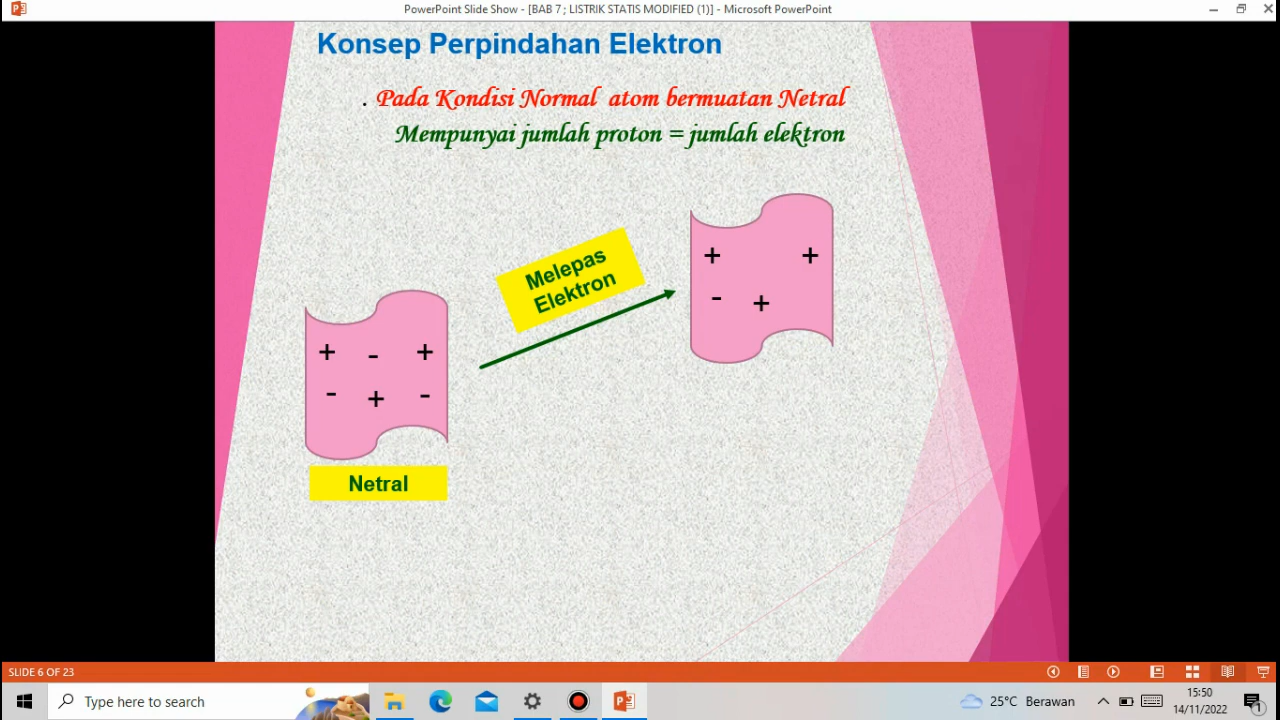 PowerPoint Slide Show - [BAB 7 ; LISTRIK STATIS MODIFIED (1)] - Microsoft PowerPoint
Konsep Perpindahan Elektron
. Pada Kondisi Normal atom bermuatan Netral
Mempunyai jumlah proton = jumlah elektron
Melepas
Elektron
+ +
- +
+ - +
- + -
Netral
SLIDE 6 OF 23
Type here to search
25°C Berawan
15:50
14/11/2022
1